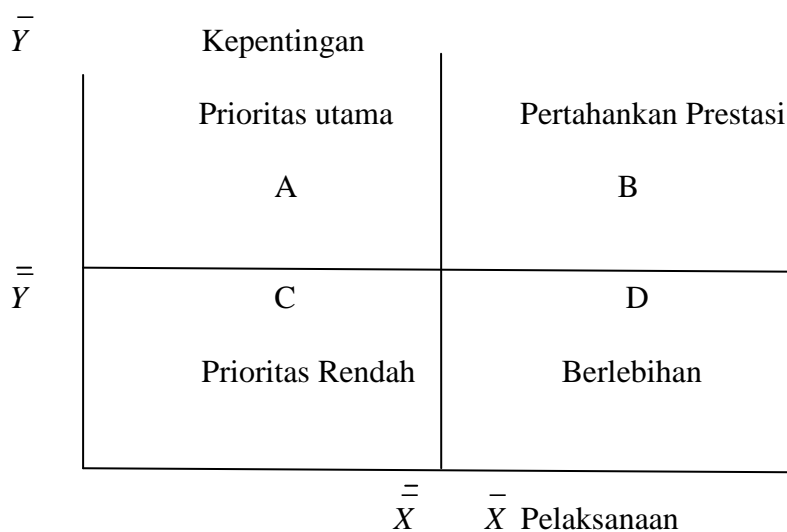 Y̅ Kepentingan
Prioritas utama Pertahankan Prestasi
A B
Y̿
C D
Prioritas Rendah Berlebihan
X̿ X̅ Pelaksanaan